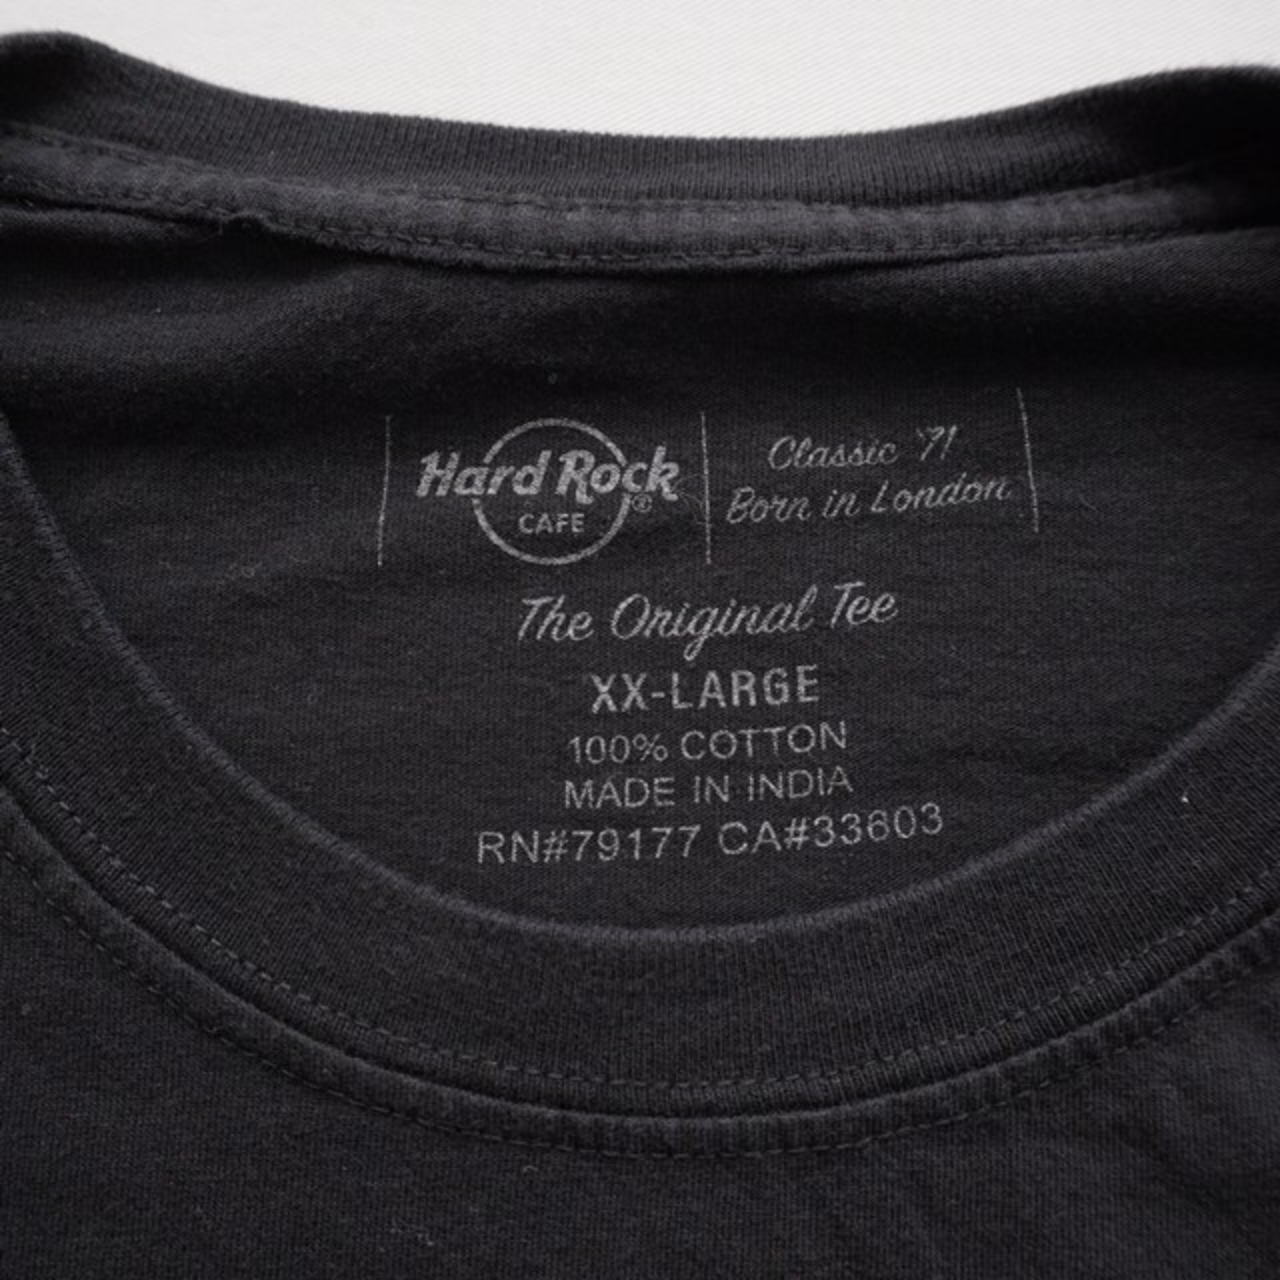 Hard Rock®
CAFE
Classic '71
Born in London
The Original Tee
XX-LARGE
100% COTTON
MADE IN INDIA
RN#79177 CA#33603